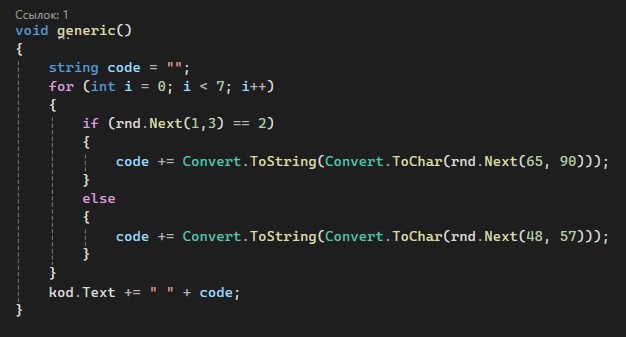 Ссылок: 1
void generic()
{
    string code = "";
    for (int i = 0; i < 7; i++)
    {
        if (rnd.Next(1,3) == 2)
        {
            code += Convert.ToString(Convert.ToChar(rnd.Next(65, 90)));
        }
        else
        {
            code += Convert.ToString(Convert.ToChar(rnd.Next(48, 57)));
        }
    }
    kod.Text += " " + code;
}